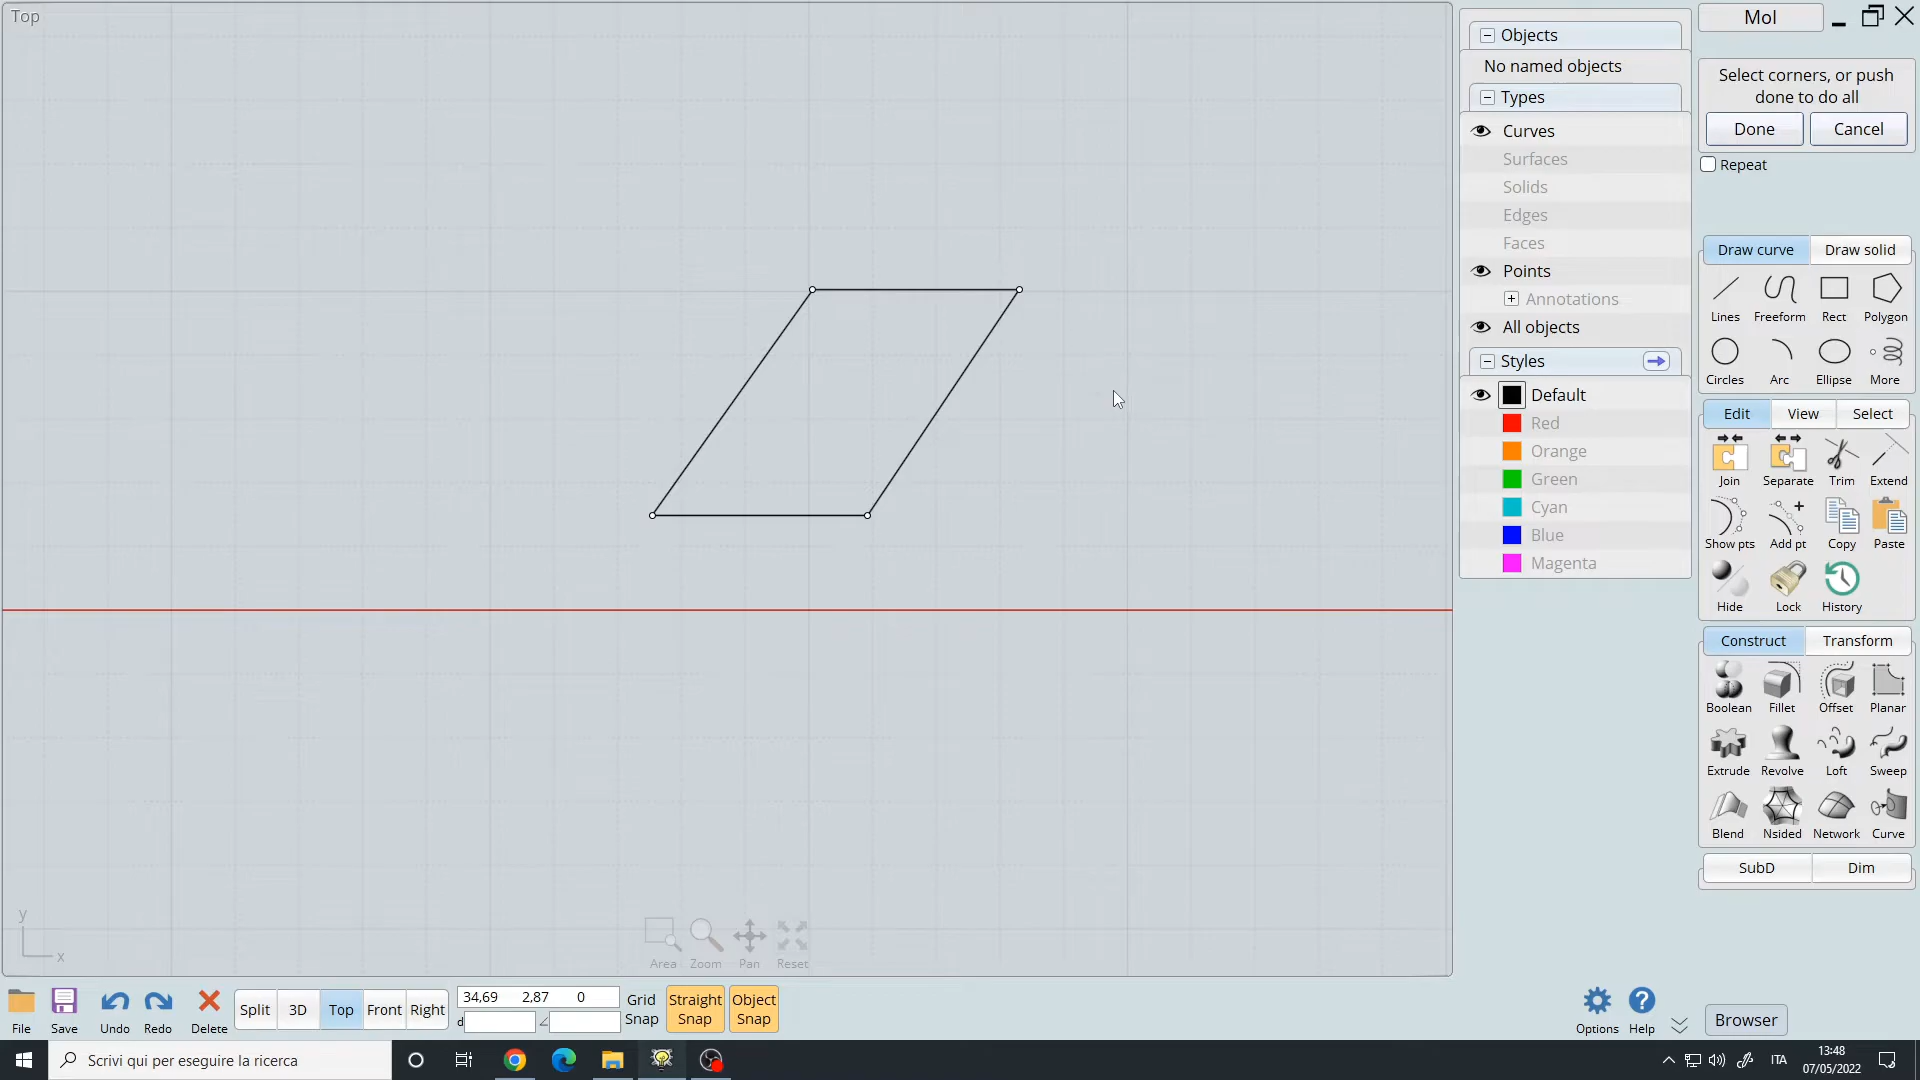 Top
Objects
No named objects
Types
Curves
Surfaces
Solids
Edges
Faces
Points
Annotations
All objects
Styles
Default
Red
Orange
Green
Cyan
Blue
Magenta
MoI
Select corners, or push
done to do all
Done Cancel
Repeat
Draw curve Draw solid
Lines Freeform Rect Polygon
Circles Arc Ellipse More
Edit View Select
Join Separate Trim Extend
Show pts Add pt Copy Paste
Hide Lock History
Construct Transform
Boolean Fillet Offset Planar
Extrude Revolve Loft Sweep
Blend Nsided Network Curve
SubD Dim
y
x
Area Zoom Pan Reset
File Save Undo Redo Delete
Split 3D Top Front Right
34,69 2,87 0
d ∠
Grid
Snap
Straight
Snap
Object
Snap
Options Help
Browser
Scrivi qui per eseguire la ricerca
ITA
13:48
07/05/2022